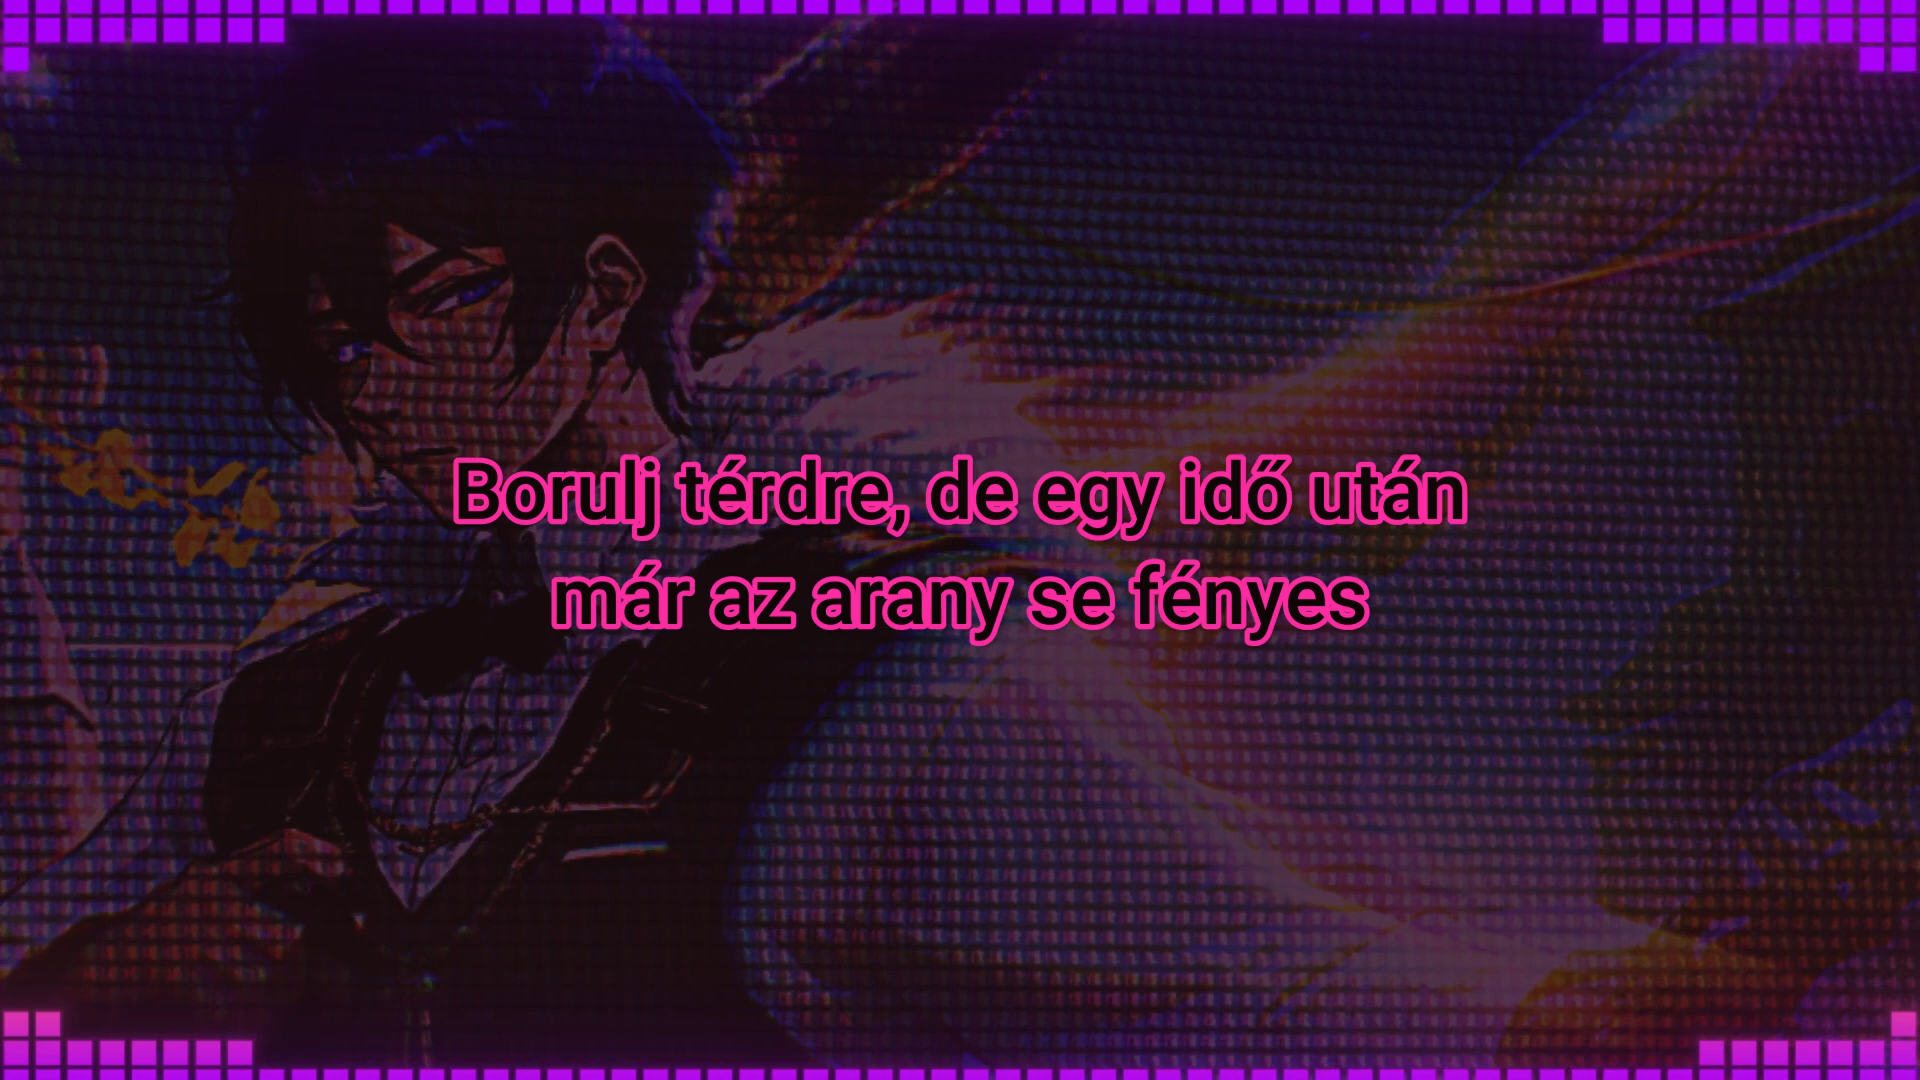 Borulj térdre, de egy idő után
már az arany se fényes